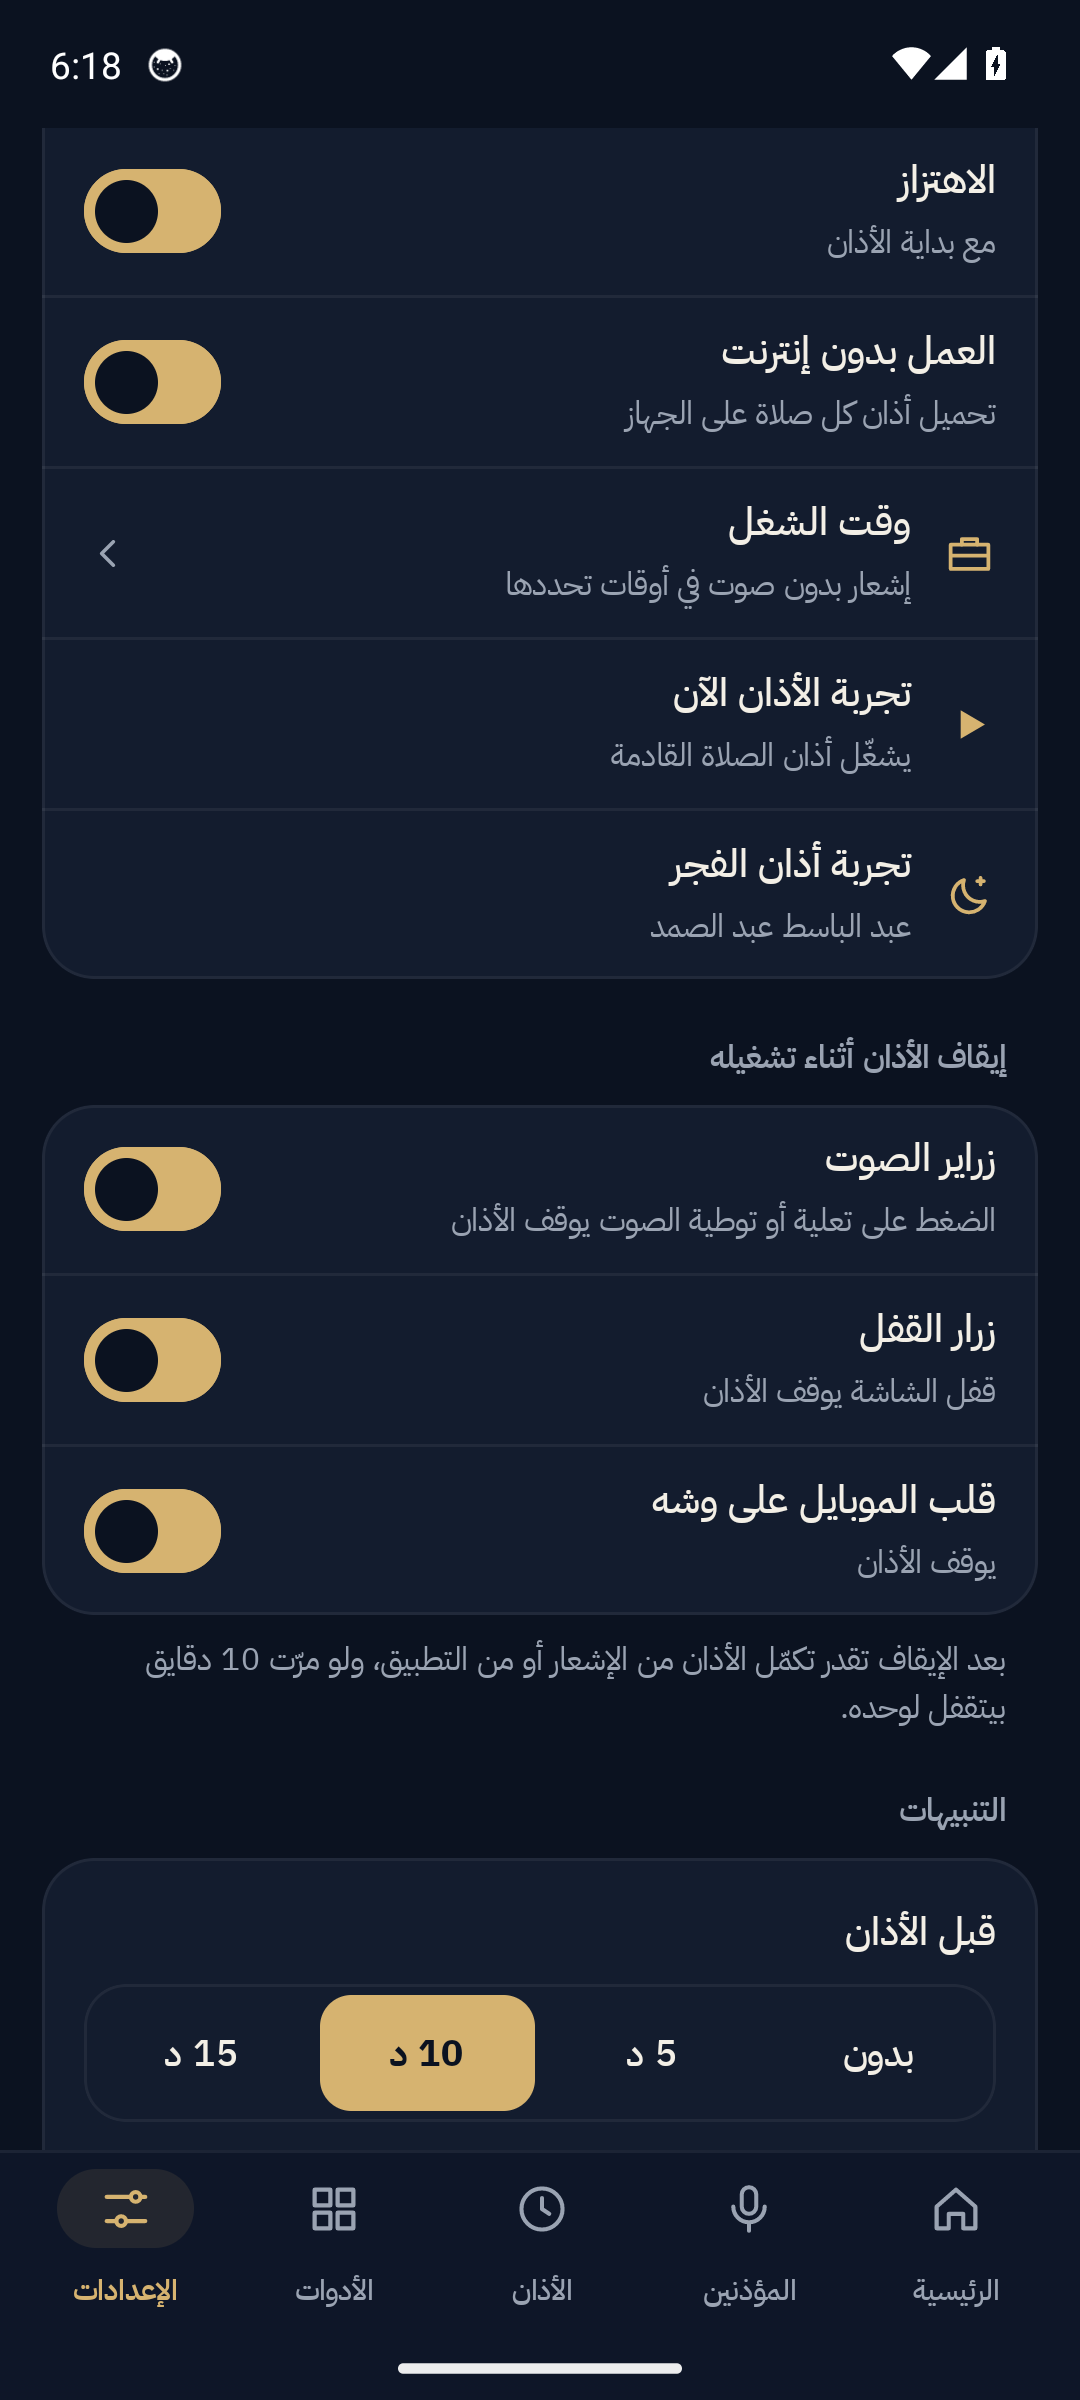 6:18
الاهتزاز
مع بداية الأذان
العمل بدون إنترنت
تحميل أذان كل صلاة على الجهاز
وقت الشغل
إشعار بدون صوت في أوقات تحددها
تجربة الأذان الآن
يشغّل أذان الصلاة القادمة
تجربة أذان الفجر
عبد الباسط عبد الصمد
إيقاف الأذان أثناء تشغيله
زراير الصوت
الضغط على تعلية أو توطية الصوت يوقف الأذان
زرار القفل
قفل الشاشة يوقف الأذان
قلب الموبايل على وشه
يوقف الأذان
بعد الإيقاف تقدر تكمّل الأذان من الإشعار أو من التطبيق، ولو مرّت 10 دقايق
بيتقفل لوحده.
التنبيهات
قبل الأذان
بدون 5 د 10 د 15 د
الرئيسية المؤذنين الأذان الأدوات الإعدادات